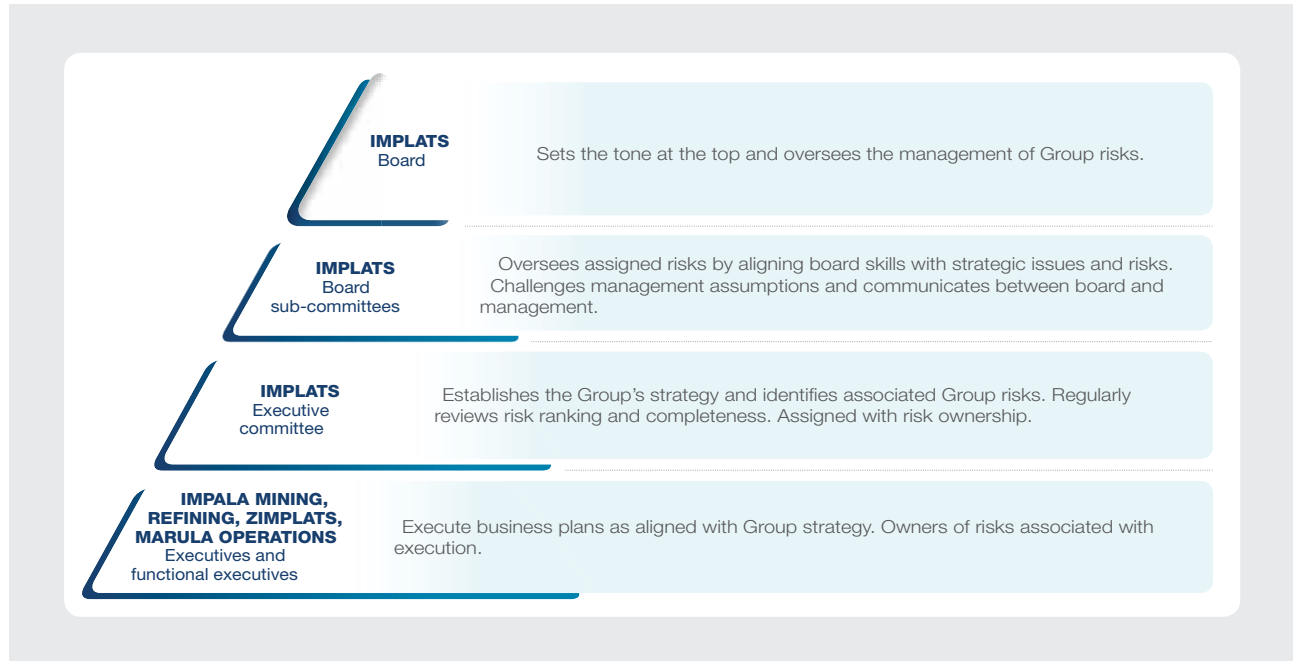 IMPLATS
Board
Sets the tone at the top and oversees the management of Group risks.
IMPLATS
Board
sub-committees
Oversees assigned risks by aligning board skills with strategic issues and risks.
Challenges management assumptions and communicates between board and
management.
IMPLATS
Executive
committee
Establishes the Group’s strategy and identifies associated Group risks. Regularly
reviews risk ranking and completeness. Assigned with risk ownership.
IMPALA MINING,
REFINING, ZIMPLATS,
MARULA OPERATIONS
Executives and
functional executives
Execute business plans as aligned with Group strategy. Owners of risks associated with
execution.